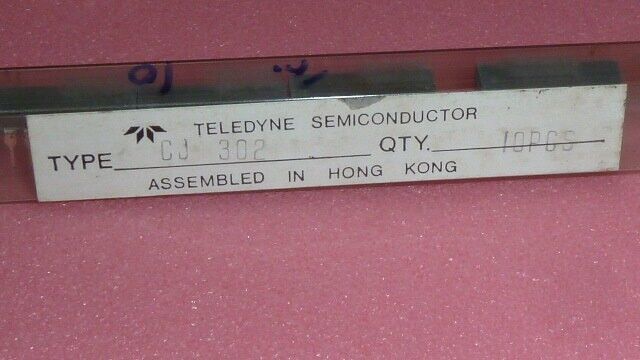 TELEDYNE SEMICONDUCTOR
TYPE CJ 302 QTY. 10PCS
ASSEMBLED IN HONG KONG